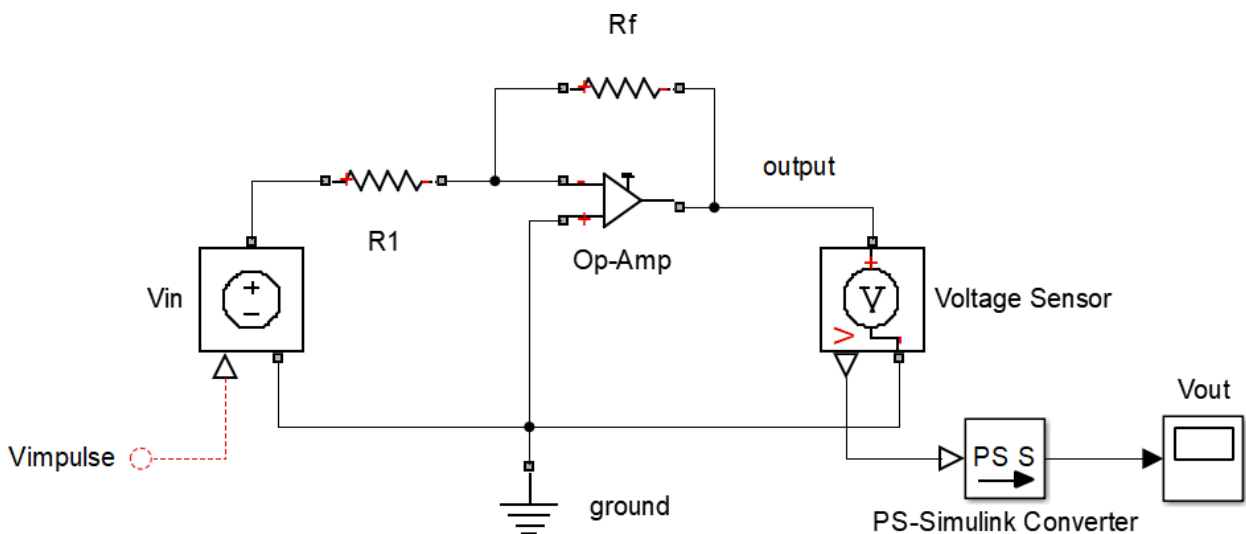 Rf
output
R1
Op-Amp
Vin
V
V
Voltage Sensor
Vout
Vimpulse
PS S
ground
PS-Simulink Converter